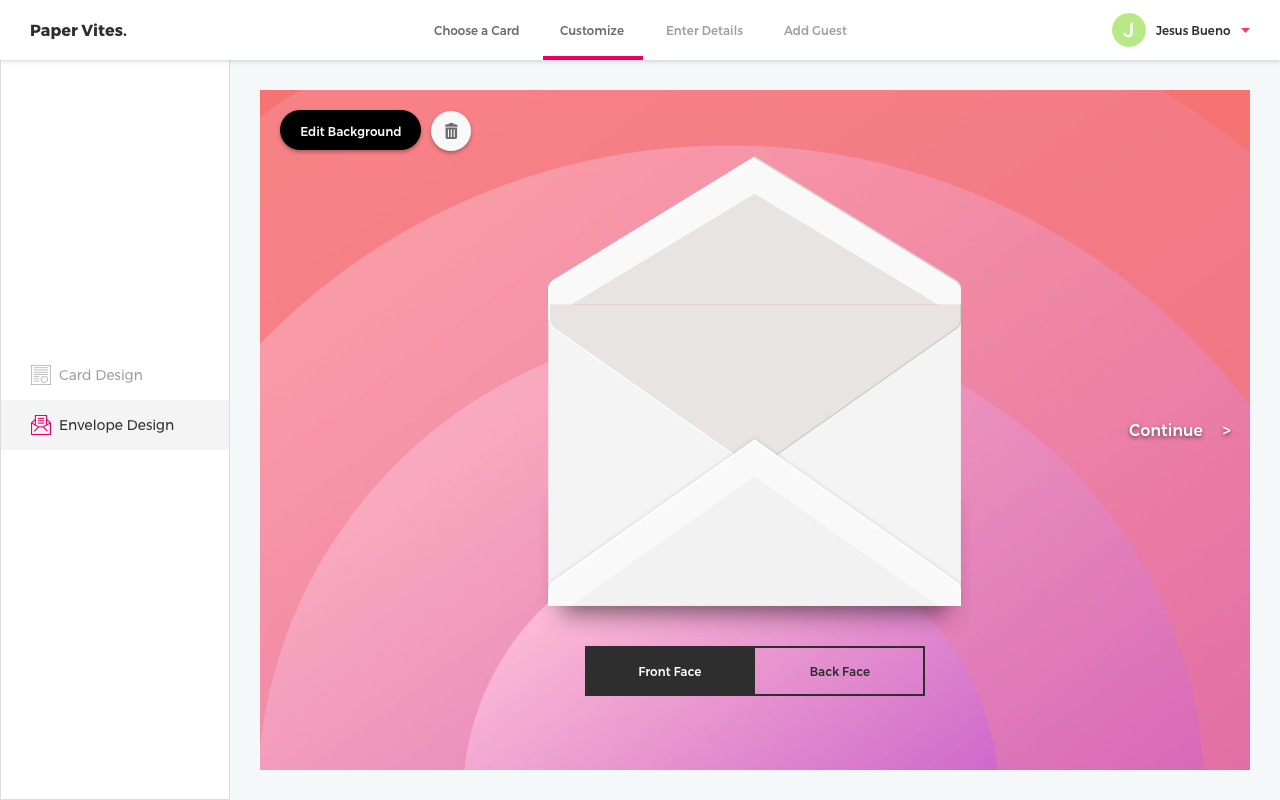 Paper Vites.
Choose a Card
Customize
Enter Details
Add Guest
J
Jesus Bueno
Edit Background
Card Design
Envelope Design
Continue >
Front Face
Back Face